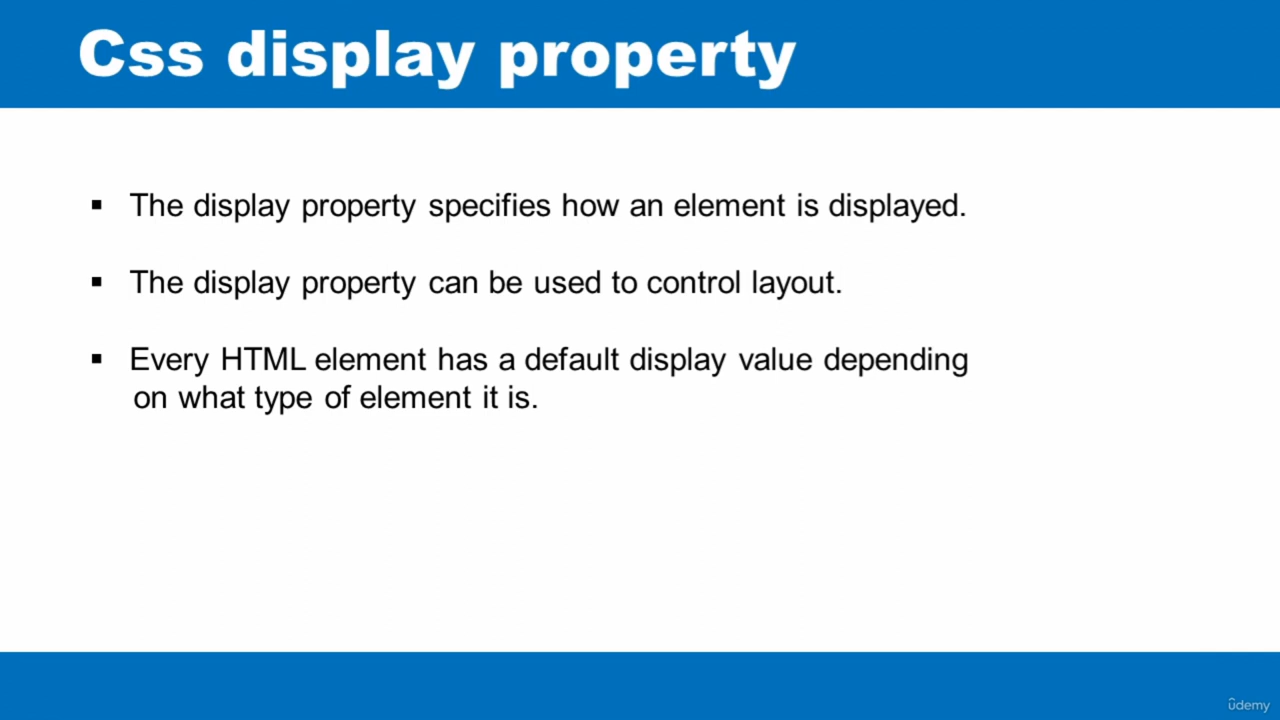 Css display property
▪ The display property specifies how an element is displayed.
▪ The display property can be used to control layout.
▪ Every HTML element has a default display value depending
on what type of element it is.
ûdemy